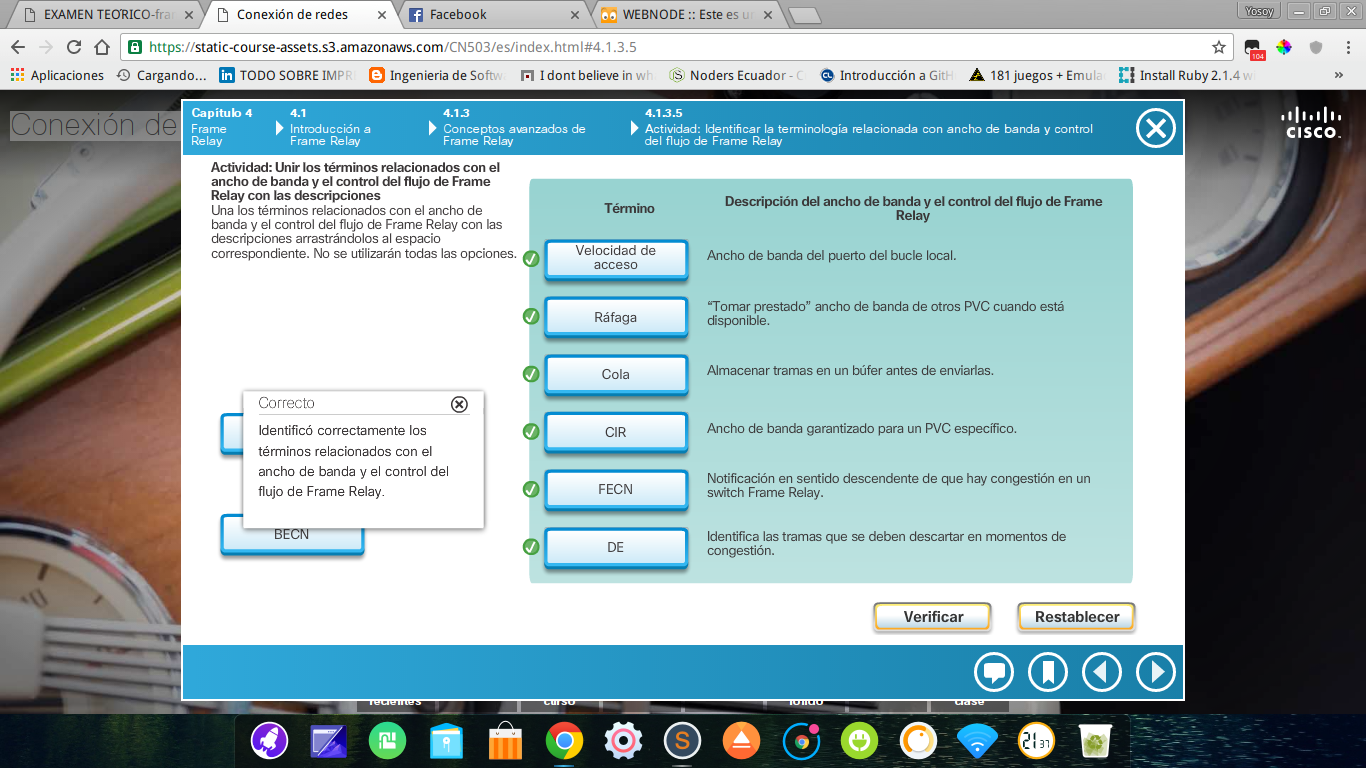 EXAMEN TEÓRICO-fra
Conexión de redes
Facebook
WEBNODE :: Este es u
Yosoy
https://static-course-assets.s3.amazonaws.com/CN503/es/index.html#4.1.3.5
104
Aplicaciones
Cargando...
TODO SOBRE IMPR
Ingenieria de Softw
I dont believe in wh
Noders Ecuador - C
Introducción a GitH
181 juegos + Emula
Install Ruby 2.1.4 w
»
Conexión de
CISCO
Capítulo 4
Frame
Relay
4.1
Introducción a
Frame Relay
4.1.3
Conceptos avanzados de
Frame Relay
4.1.3.5
Actividad: Identificar la terminología relacionada con ancho de banda y control
del flujo de Frame Relay
Actividad: Unir los términos relacionados con el
ancho de banda y el control del flujo de Frame
Relay con las descripciones
Una los términos relacionados con el ancho de
banda y el control del flujo de Frame Relay con las
descripciones arrastrándolos al espacio
correspondiente. No se utilizarán todas las opciones.
Término
Descripción del ancho de banda y el control del flujo de Frame
Relay
Velocidad de
acceso
Ancho de banda del puerto del bucle local.
Ráfaga
“Tomar prestado” ancho de banda de otros PVC cuando está
disponible.
Cola
Almacenar tramas en un búfer antes de enviarlas.
CIR
Ancho de banda garantizado para un PVC específico.
FECN
Notificación en sentido descendente de que hay congestión en un
switch Frame Relay.
DE
Identifica las tramas que se deben descartar en momentos de
congestión.
Correcto
Identificó correctamente los
términos relacionados con el
ancho de banda y el control del
flujo de Frame Relay.
BECN
Verificar
Restablecer
recientes
curso
sólido
clase
21 37